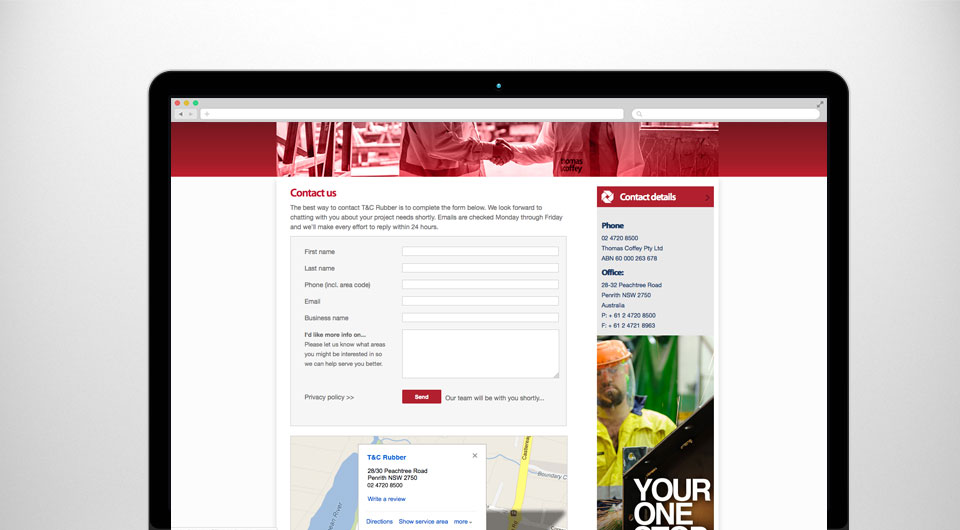 thomas
coffey
Contact us
The best way to contact T&C Rubber is to complete the form below. We look forward to
chatting with you about your project needs shortly. Emails are checked Monday through Friday
and we'll make every effort to reply within 24 hours.
First name
Last name
Phone (incl. area code)
Email
Business name
I'd like more info on...
Please let us know what areas
you might be interested in so
we can help serve you better.
Privacy policy >>
Send
Our team will be with you shortly...
T&C Rubber
28/30 Peachtree Road
Penrith NSW 2750
02 4720 8500
Write a review
Directions Show service area more
Boundary C
River
Contact details
Phone
02 4720 8500
Thomas Coffey Pty Ltd
ABN 60 000 263 678
Office:
28-32 Peachtree Road
Penrith NSW 2750
Australia
P: + 61 2 4720 8500
F: + 61 2 4721 8963
YOUR
ONE
STOP